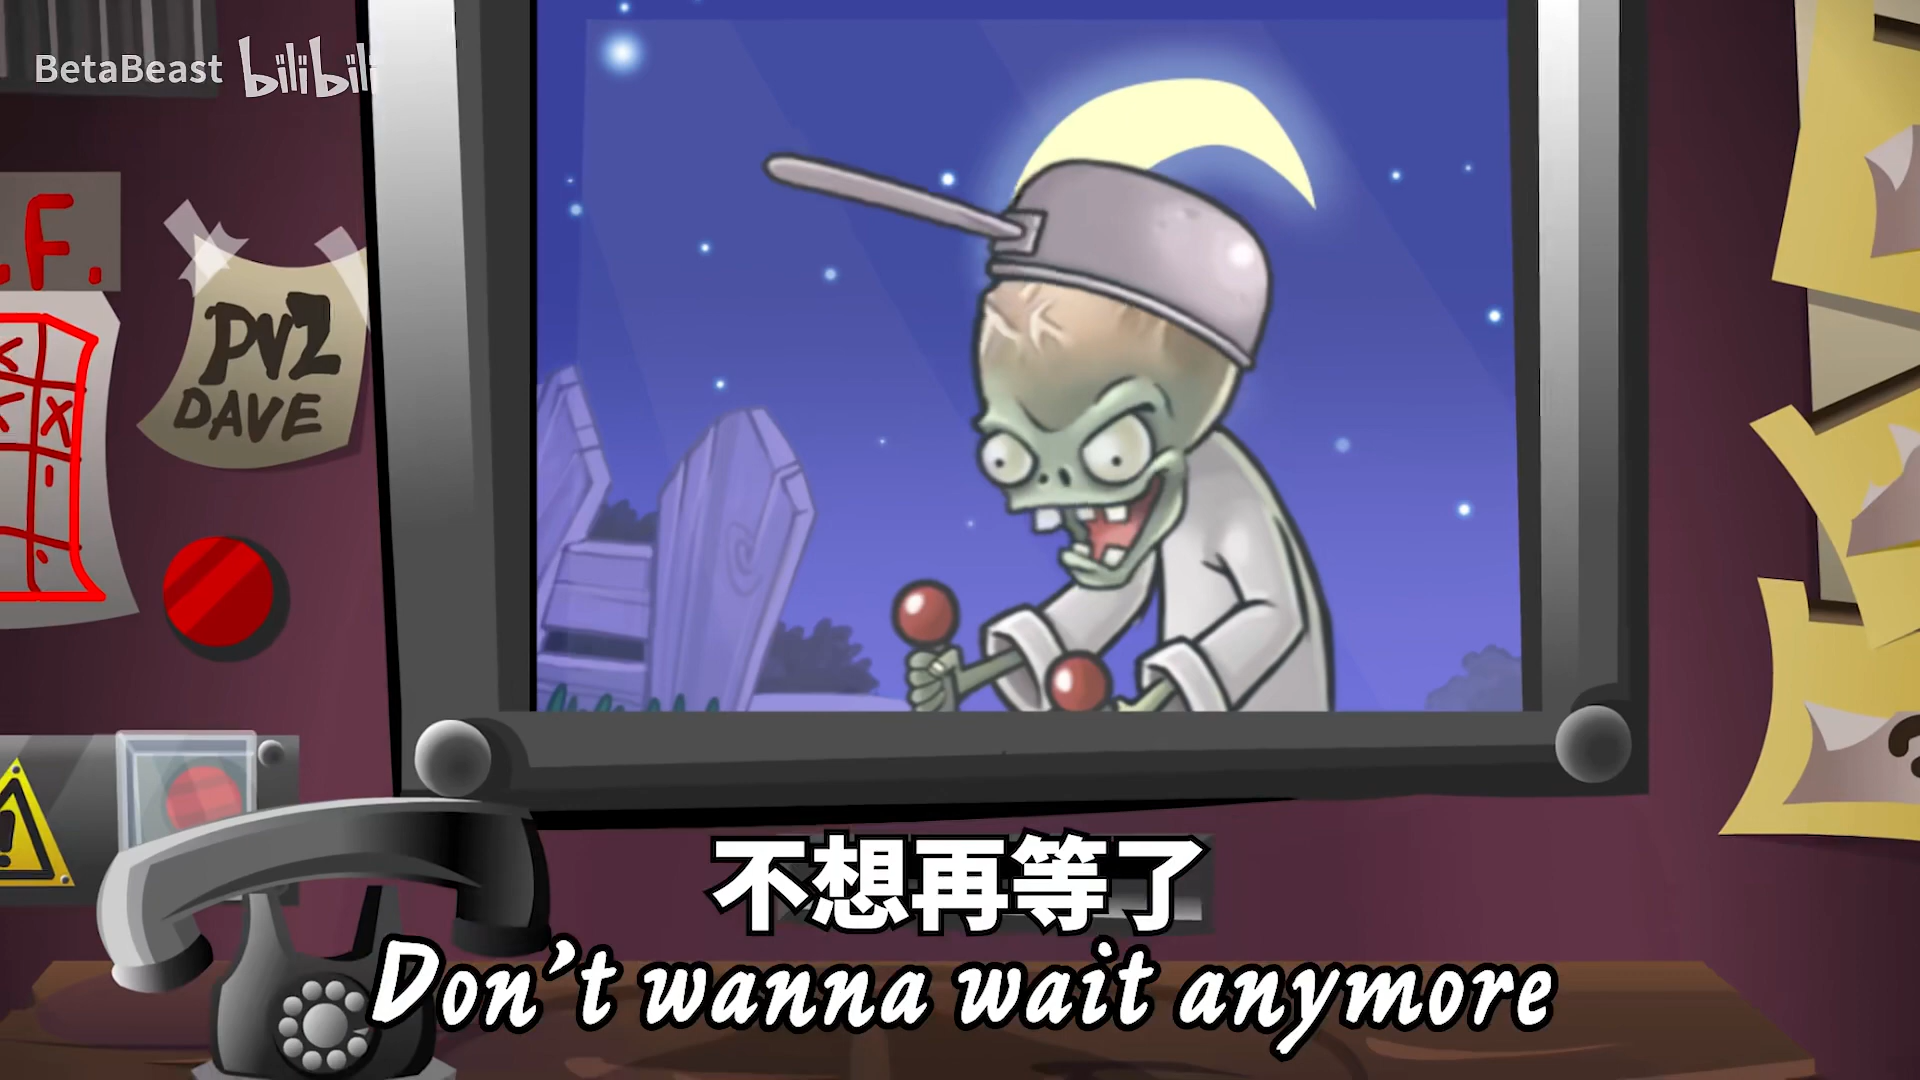 BetaBeast bilibili
.F.
PVZ
DAVE
不想再等了
Don't wanna wait anymore